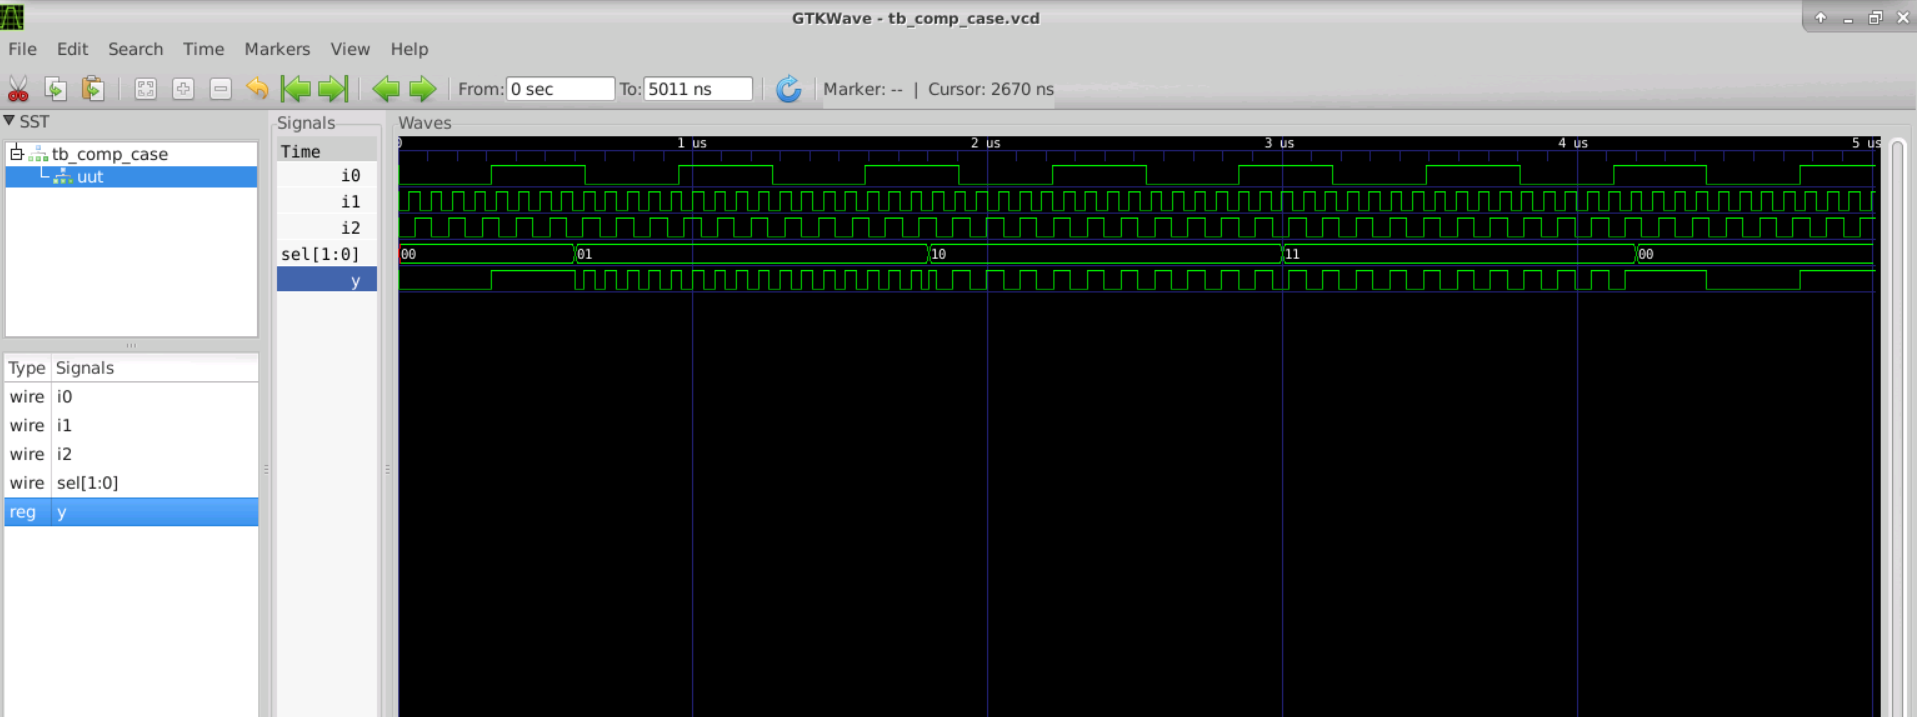 GTKWave - tb_comp_case.vcd
File Edit Search Time Markers View Help
From: 0 sec To: 5011 ns Marker: -- | Cursor: 2670 ns
SST
tb_comp_case
uut
Type Signals
wire i0
wire i1
wire i2
wire sel[1:0]
reg y
Signals
Time
i0
i1
i2
sel[1:0]
y
Waves
0 1 us 2 us 3 us 4 us 5 us
00 01 10 11 00